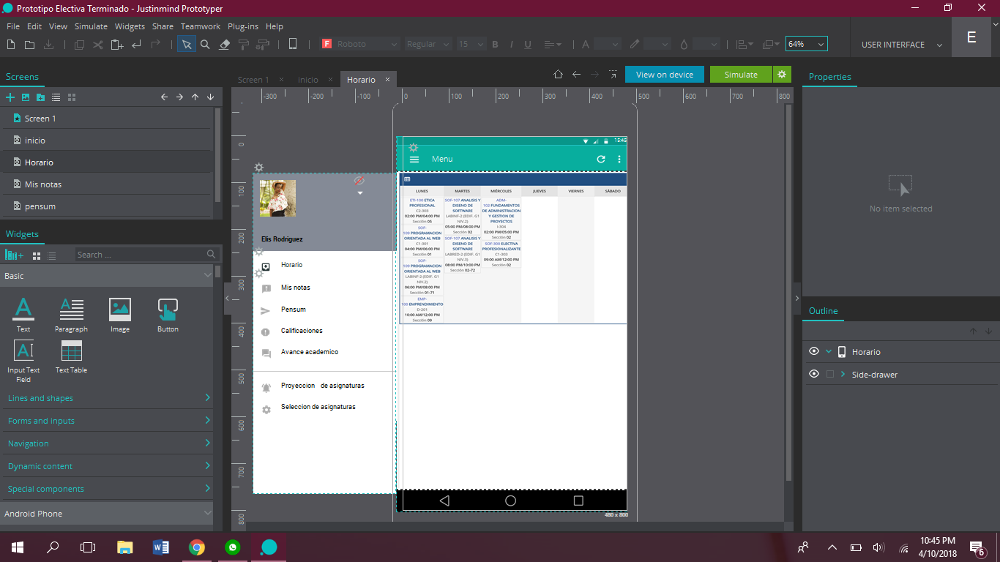 Prototipo Electiva Terminado - Justinmind Prototyper
File Edit View Simulate Widgets Share Teamwork Plug-ins Help
F Roboto Regular 15 B I U A 64% USER INTERFACE E
Screens
Screen 1 inicio Horario
View on device Simulate
Properties
-300 -200 -100 0 100 200 300 400 500 600 700 800
Screen 1
inicio
Horario
Mis notas
pensum
0
100
200
300
400
500
600
700
800
15:45
Menu
Elis Rodriguez
Horario
Mis notas
Pensum
Calificaciones
Avance academico
Proyeccion de asignaturas
Seleccion de asignaturas
LUNES MARTES MIÉRCOLES JUEVES VIERNES SÁBADO
ETI-100 ETICA
PROFESIONAL
C2-303
02:00 PM/04:00 PM
Sección 05
SOF-
109 PROGRAMACION
ORIENTADA AL WEB
C1-301
04:00 PM/06:00 PM
Sección 01
SOF-
109 PROGRAMACION
ORIENTADA AL WEB
LABINF-2 (EDIF. G1
NIV.2)
06:00 PM/08:00 PM
Sección 01-71
EMP-
100 EMPRENDIMIENTO
D-201
10:00 AM/12:00 PM
Sección 09
SOF-107 ANALISIS Y
DISENO DE
SOFTWARE
LABINF-2 (EDIF. G1
NIV.2)
05:00 PM/08:00 PM
Sección 02
SOF-107 ANALISIS Y
DISENO DE
SOFTWARE
LABRED-2 (EDIF. G1
NIV.3)
08:00 PM/10:00 PM
Sección 02-72
ADM-
102 FUNDAMENTOS
DE ADMINISTRACION
Y GESTION DE
PROYECTOS
I-304
02:00 PM/05:00 PM
Sección 02
SOF-300 ELECTIVA
PROFESIONALIZANTE
C1-303
09:00 AM/12:00 PM
Sección 02
480 x 800
Widgets
Search ...
Basic
Text Paragraph Image Button
Input Text
Field
Text Table
Lines and shapes
Forms and inputs
Navigation
Dynamic content
Special components
Android Phone
No item selected
Outline
Horario
Side-drawer
10:45 PM
4/10/2018
6